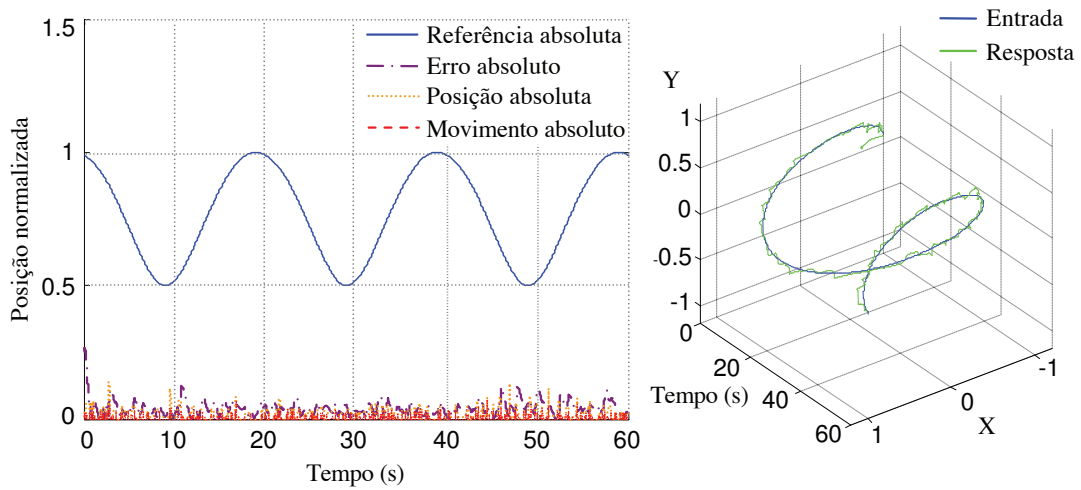 1.5
1
0.5
0
Posição normalizada
Referência absoluta
Erro absoluto
Posição absoluta
Movimento absoluto
0
10
20
30
40
50
60
Tempo (s)
Entrada
Resposta
Y
1
0.5
0
-0.5
-1
0
20
40
60
Tempo (s)
1
0
-1
X